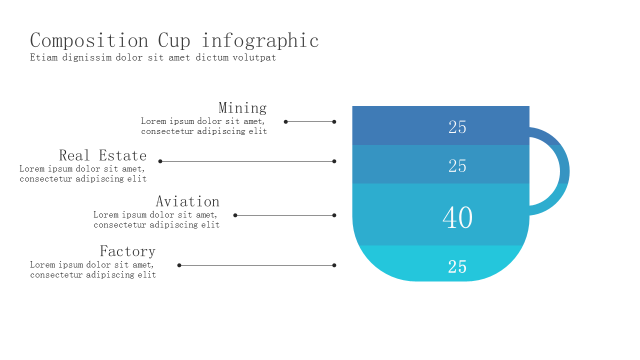 Composition Cup infographic
Etiam dignissim dolor sit amet dictum volutpat
Mining
Lorem ipsum dolor sit amet,
consectetur adipiscing elit
25
Real Estate
Lorem ipsum dolor sit amet,
consectetur adipiscing elit
25
Aviation
Lorem ipsum dolor sit amet,
consectetur adipiscing elit
40
Factory
Lorem ipsum dolor sit amet,
consectetur adipiscing elit
25